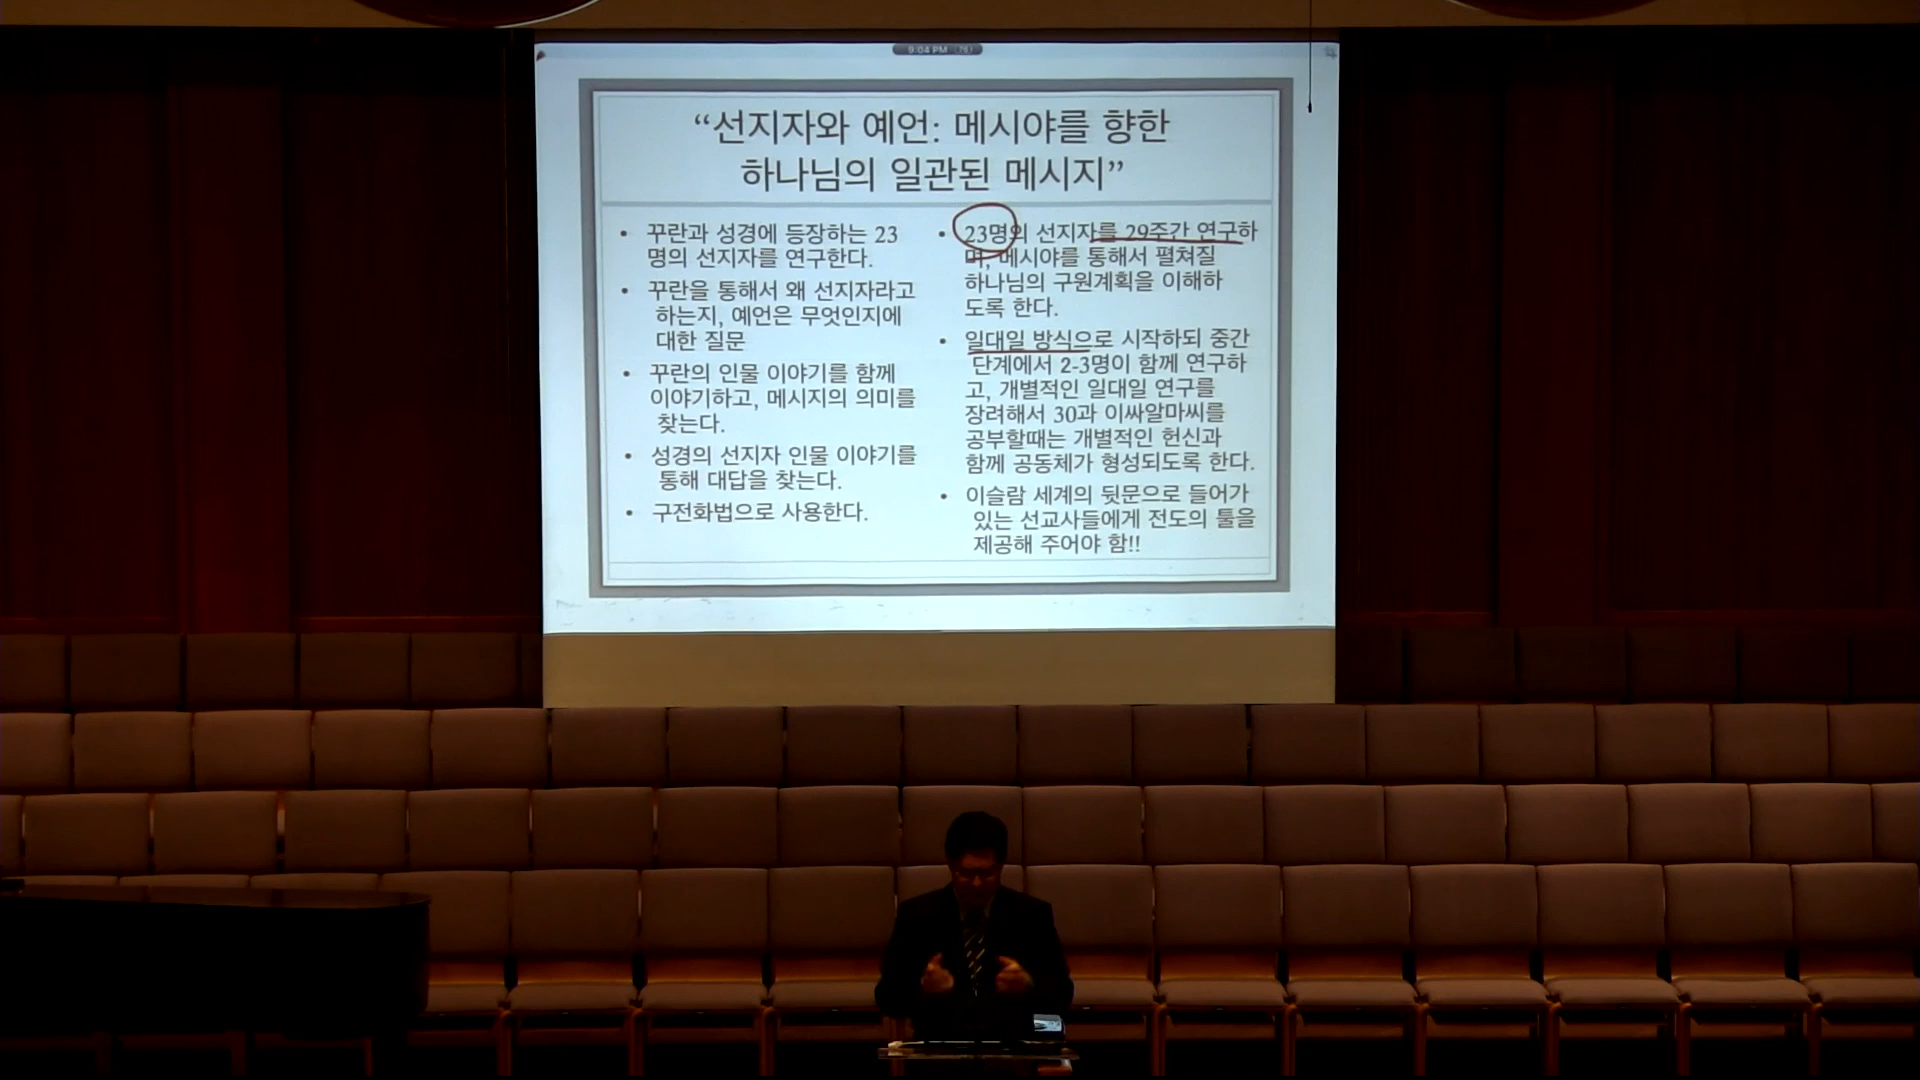 9:04 PM
“선지자와 예언: 메시야를 향한
하나님의 일관된 메시지”
• 꾸란과 성경에 등장하는 23
명의 선지자를 연구한다.
• 꾸란을 통해서 왜 선지자라고
하는지, 예언은 무엇인지에
대한 질문
• 꾸란의 인물 이야기를 함께
이야기하고, 메시지의 의미를
찾는다.
• 성경의 선지자 인물 이야기를
통해 대답을 찾는다.
• 구전화법으로 사용한다.
• 23명의 선지자를 29주간 연구하
며, 메시야를 통해서 펼쳐질
하나님의 구원계획을 이해하
도록 한다.
• 일대일 방식으로 시작하되 중간
단계에서 2-3명이 함께 연구하
고, 개별적인 일대일 연구를
장려해서 30과 이싸알마씨를
공부할때는 개별적인 헌신과
함께 공동체가 형성되도록 한다.
• 이슬람 세계의 뒷문으로 들어가
있는 선교사들에게 전도의 툴을
제공해 주어야 함!!